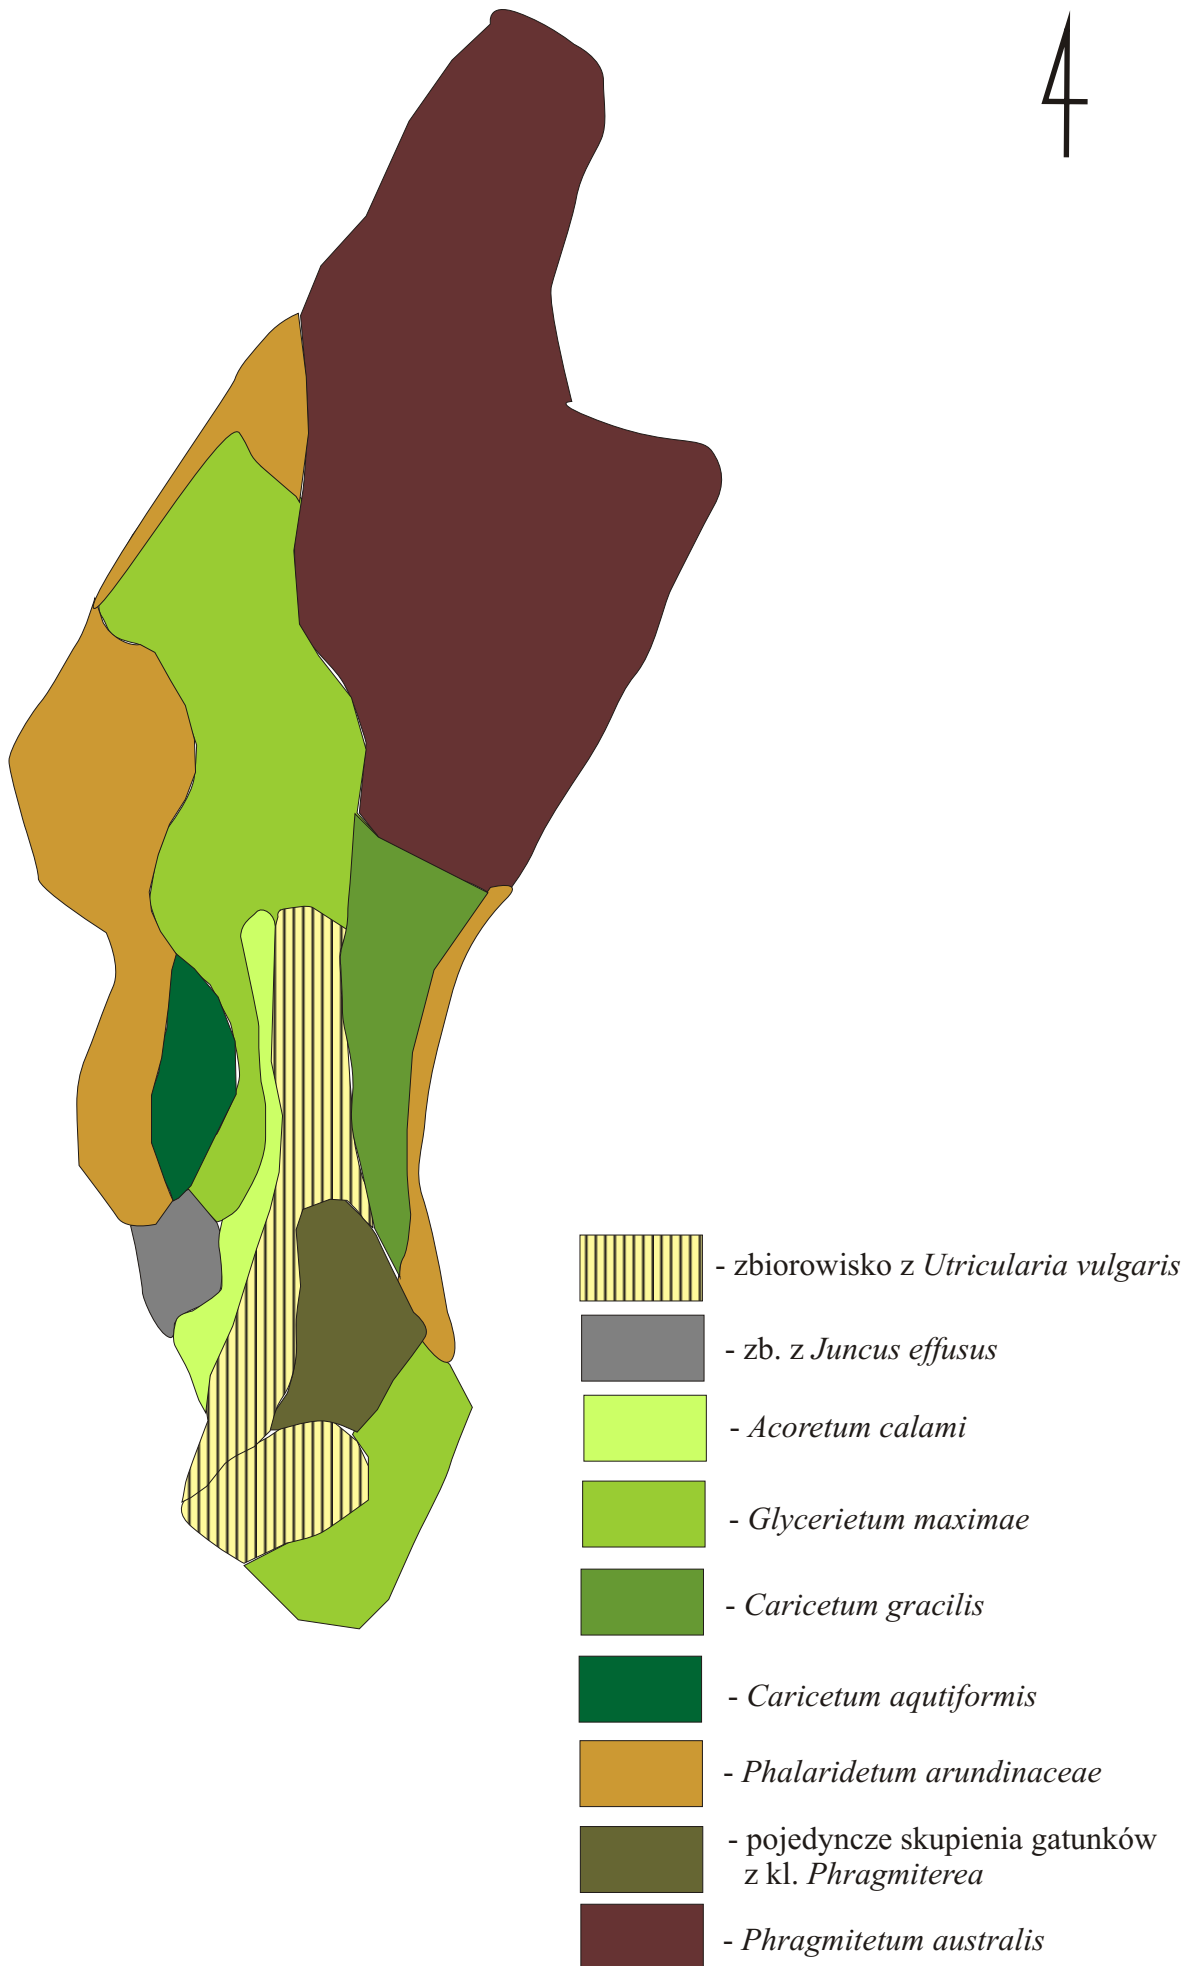 - zbiorowisko z Utricularia vulgaris
- zb. z Juncus effusus
- Acoretum calami
- Glycerietum maximae
- Caricetum gracilis
- Caricetum aqutiformis
- Phalaridetum arundinaceae
- pojedyncze skupienia gatunków
z kl. Phragmiterea
- Phragmitetum australis